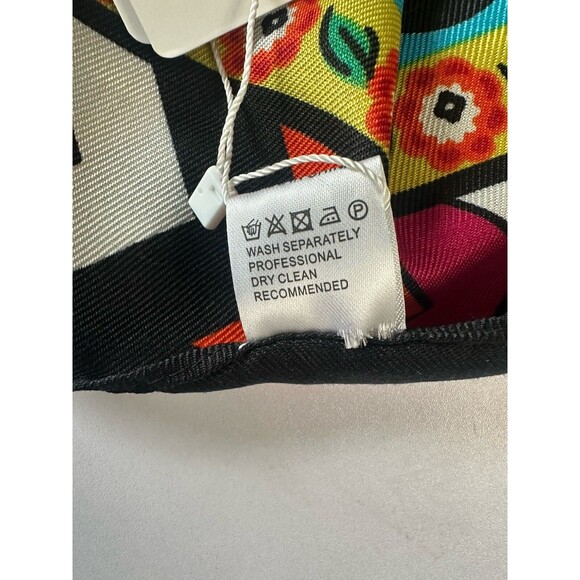 WASH SEPARATELY
PROFESSIONAL
DRY CLEAN
RECOMMENDED